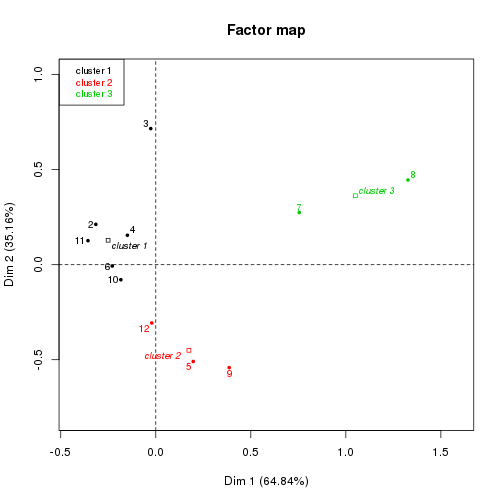 Factor map
cluster 1
cluster 2
cluster 3
3
8
7
cluster 3
2
4
11
cluster 1
6
10
12
cluster 2
5
9
1.0
0.5
0.0
-0.5
Dim 2 (35.16%)
-0.5
0.0
0.5
1.0
1.5
Dim 1 (64.84%)